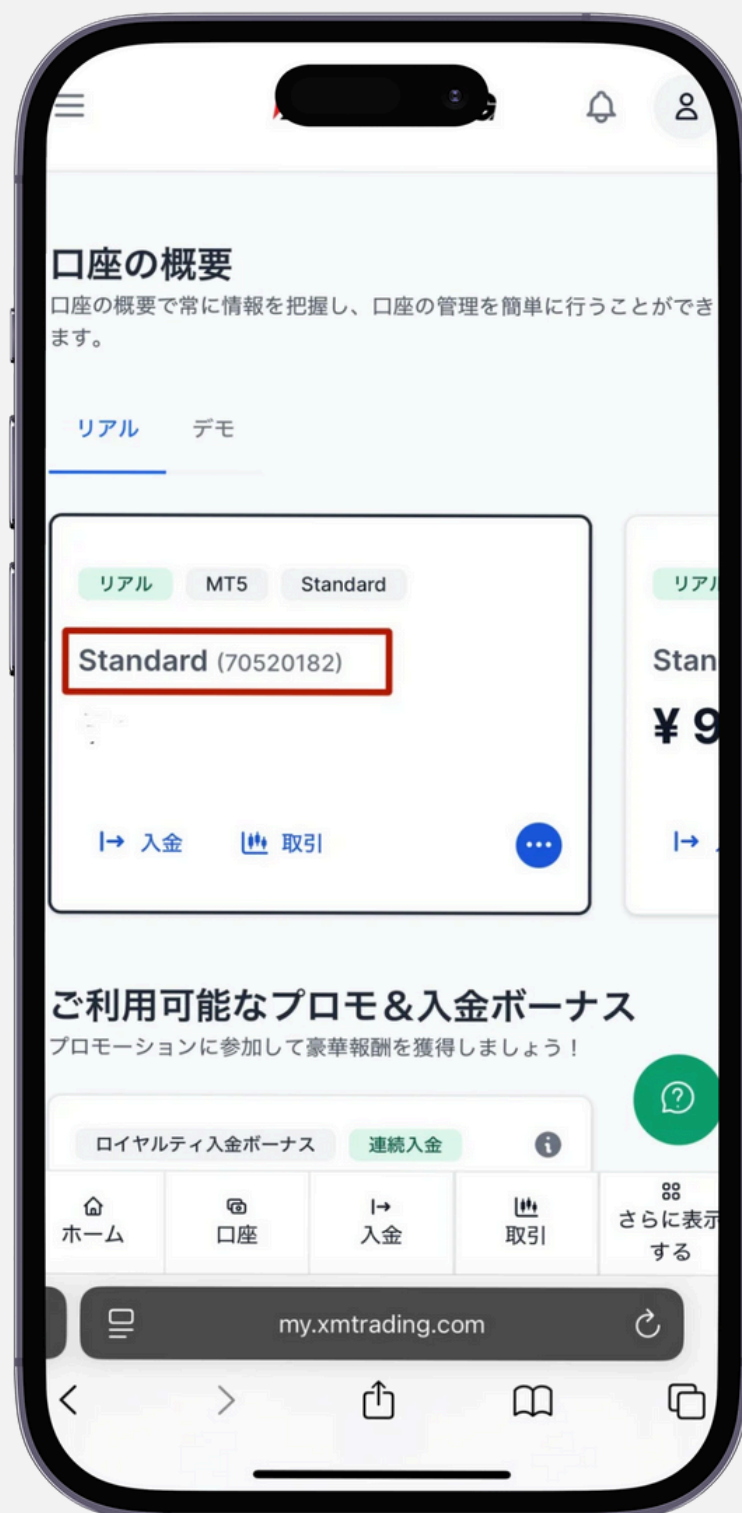 口座の概要
口座の概要で常に情報を把握し、口座の管理を簡単に行うことができ
ます。
リアル デモ
リアル MT5 Standard
Standard (70520182)
入金 取引
リアル
Stan
¥ 9
ご利用可能なプロモ&入金ボーナス
プロモーションに参加して豪華報酬を獲得しましょう!
ロイヤルティ入金ボーナス 連続入金
ホーム 口座 入金 取引 さらに表示
する
my.xmtrading.com